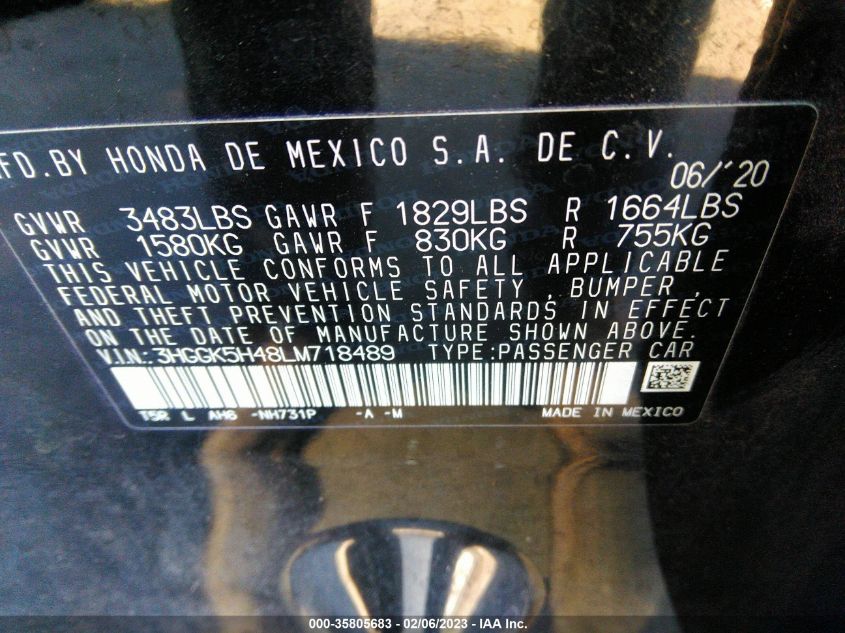 MFD.BY HONDA DE MEXICO S.A. DE C.V.
06/'20
GVWR 3483LBS GAWR F 1829LBS R 1664LBS
GVWR 1580KG GAWR F 830KG R 755KG
THIS VEHICLE CONFORMS TO ALL APPLICABLE
FEDERAL MOTOR VEHICLE SAFETY , BUMPER ,
AND THEFT PREVENTION STANDARDS IN EFFECT
ON THE DATE OF MANUFACTURE SHOWN ABOVE.
V.I.N.: 3HGGK5H48LM718489 TYPE:PASSENGER CAR
T5R L AH6 -NH731P -A -M MADE IN MEXICO
000-35805683 - 02/06/2023 - IAA Inc.